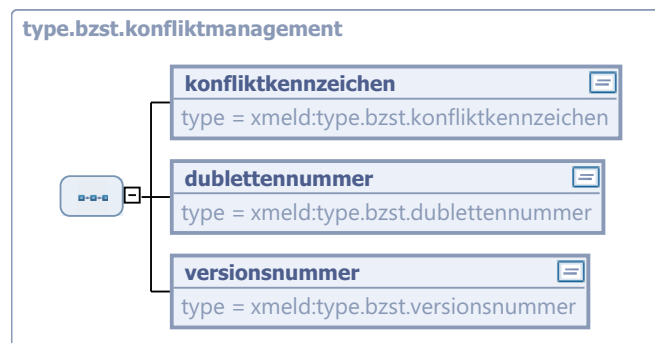 type.bzst.konfliktmanagement
konfliktkennzeichen
type = xmeld:type.bzst.konfliktkennzeichen
dublettennummer
type = xmeld:type.bzst.dublettennummer
versionsnummer
type = xmeld:type.bzst.versionsnummer